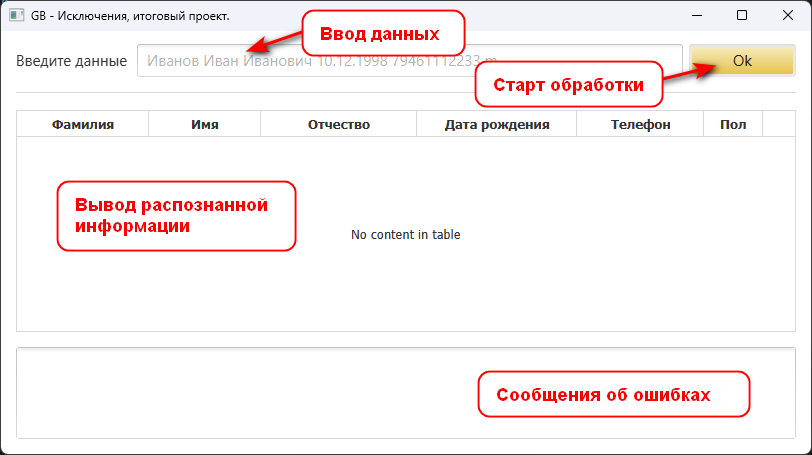 GB - Исключения, итоговый проект.
Ввод данных
Введите данные
Иванов Иван Иванович 10.12.1998 79461112233 m
Ok
Старт обработки
Фамилия Имя Отчество Дата рождения Телефон Пол
Вывод распознанной
информации
No content in table
Сообщения об ошибках